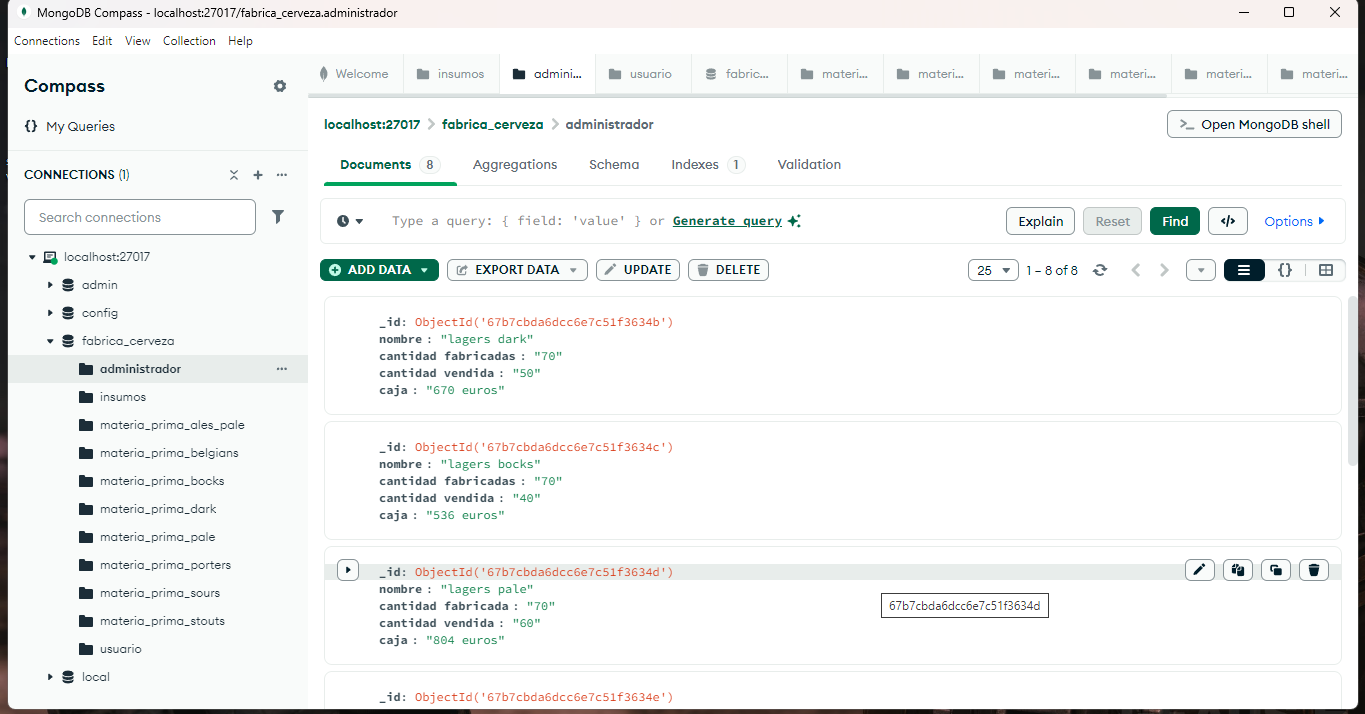 MongoDB Compass - localhost:27017/fabrica_cerveza.administrador
Connections Edit View Collection Help
Compass
My Queries
CONNECTIONS (1)
Search connections
localhost:27017
admin
config
fabrica_cerveza
administrador
insumos
materia_prima_ales_pale
materia_prima_belgians
materia_prima_bocks
materia_prima_dark
materia_prima_pale
materia_prima_porters
materia_prima_sours
materia_prima_stouts
usuario
local
Welcome insumos admini... usuario fabric... materi... materi... materi... materi... materi... materi...
localhost:27017 > fabrica_cerveza > administrador
>_ Open MongoDB shell
Documents 8 Aggregations Schema Indexes 1 Validation
Type a query: { field: 'value' } or Generate query
Explain Reset Find </> Options
ADD DATA EXPORT DATA UPDATE DELETE
25 1 – 8 of 8 {}
_id: ObjectId('67b7cbda6dcc6e7c51f3634b')
nombre : "lagers dark"
cantidad fabricadas : "70"
cantidad vendida : "50"
caja : "670 euros"
_id: ObjectId('67b7cbda6dcc6e7c51f3634c')
nombre : "lagers bocks"
cantidad fabricadas : "70"
cantidad vendida : "40"
caja : "536 euros"
_id: ObjectId('67b7cbda6dcc6e7c51f3634d')
nombre : "lagers pale"
cantidad fabricada : "70"
cantidad vendida : "60"
caja : "804 euros"
67b7cbda6dcc6e7c51f3634d
_id: ObjectId('67b7cbda6dcc6e7c51f3634e')